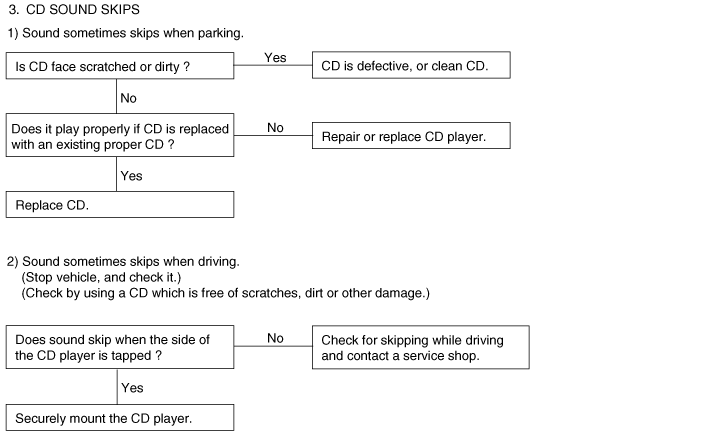 3. CD SOUND SKIPS
1) Sound sometimes skips when parking.
Is CD face scratched or dirty ?
Yes
CD is defective, or clean CD.
No
Does it play properly if CD is replaced
with an existing proper CD ?
No
Repair or replace CD player.
Yes
Replace CD.
2) Sound sometimes skips when driving.
(Stop vehicle, and check it.)
(Check by using a CD which is free of scratches, dirt or other damage.)
Does sound skip when the side of
the CD player is tapped ?
No
Check for skipping while driving
and contact a service shop.
Yes
Securely mount the CD player.